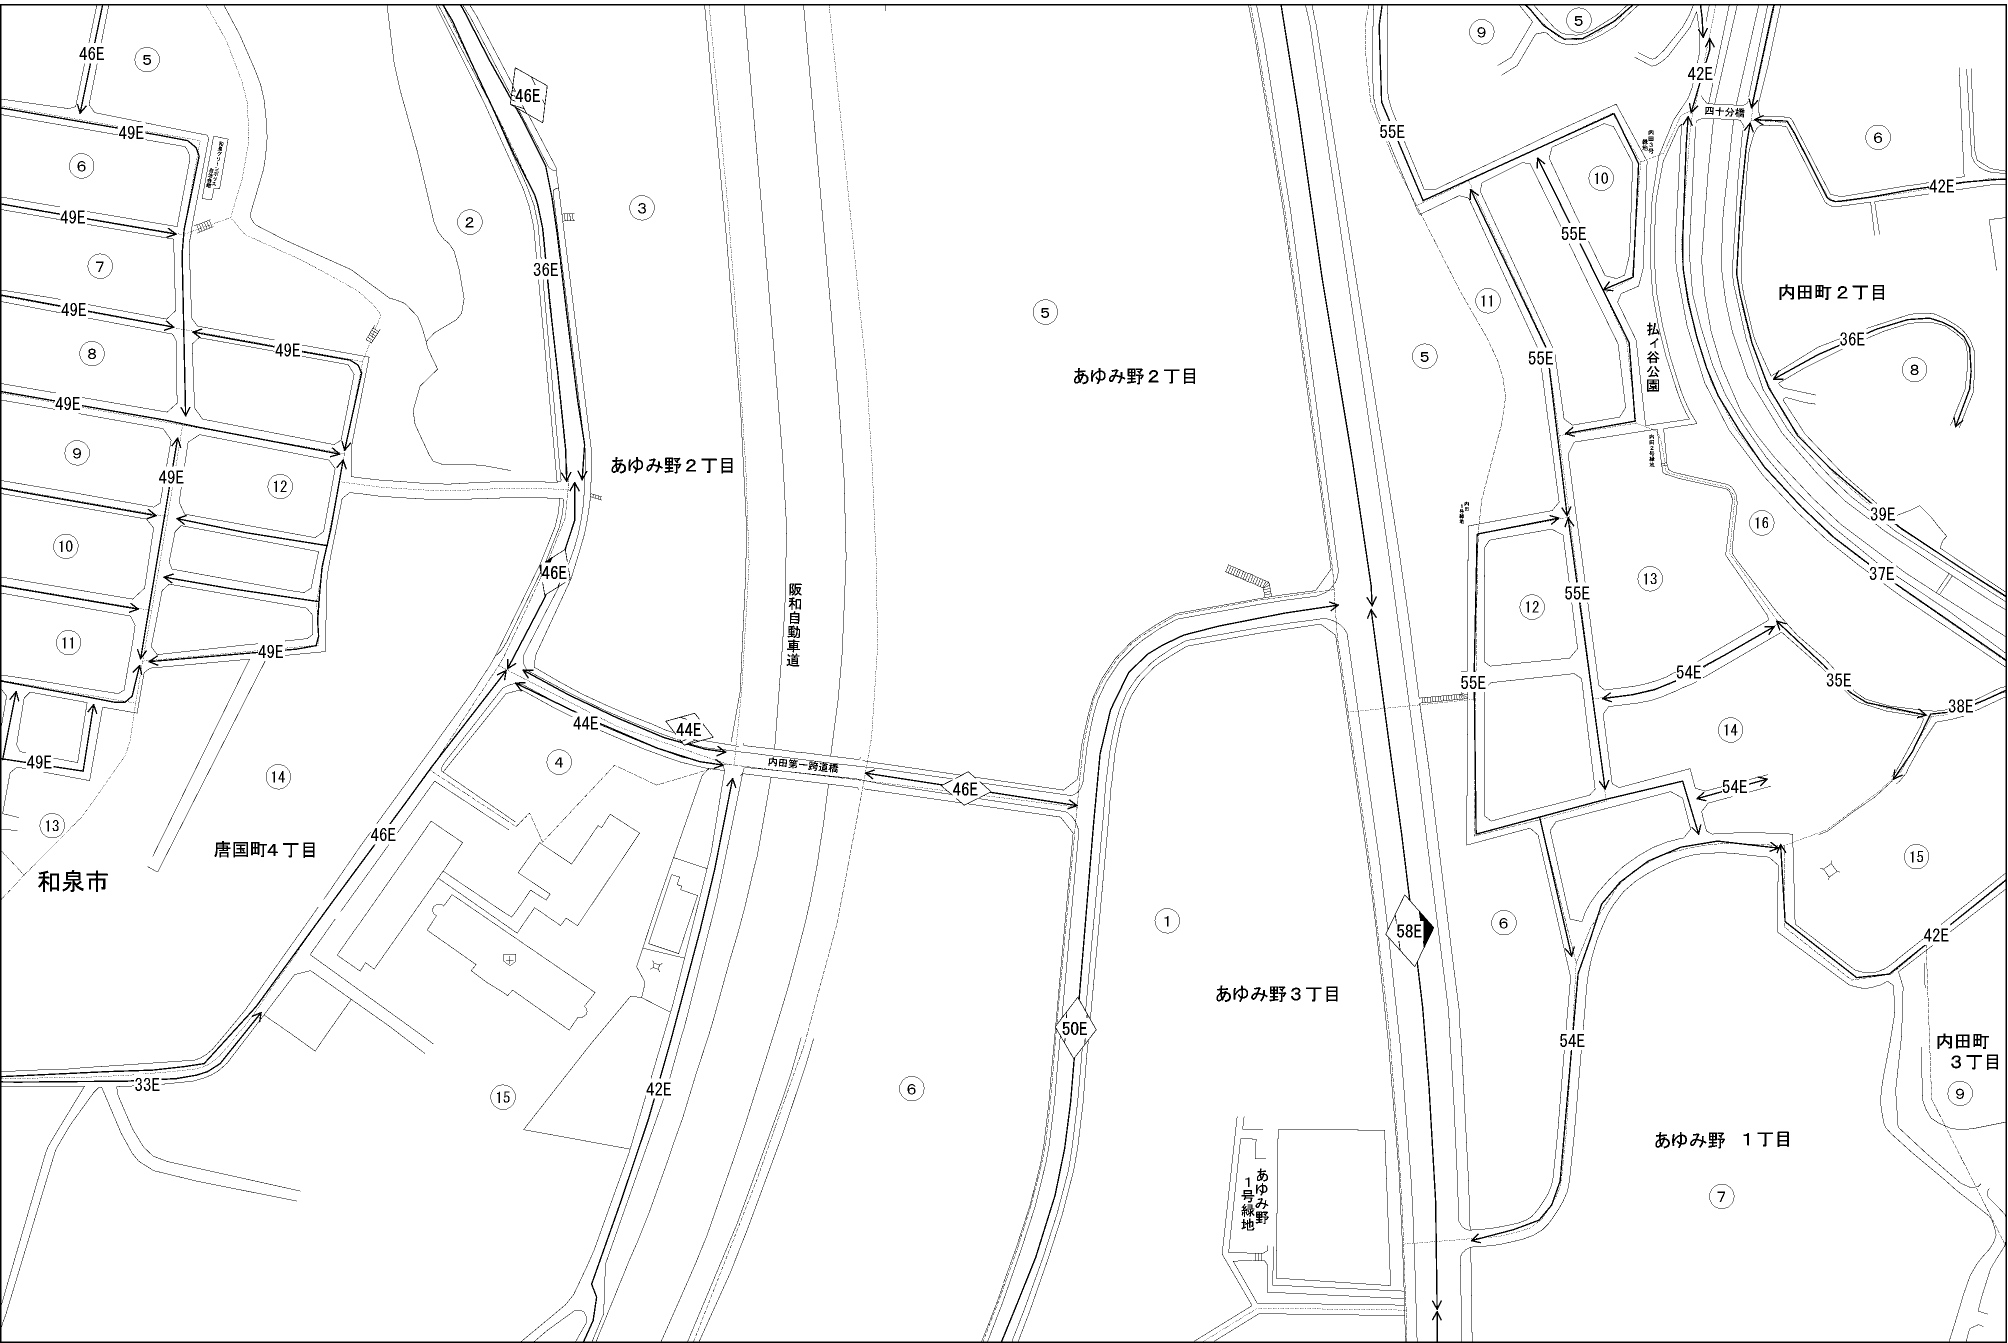 46E
5
9
5
42E
46E
49E
55E
四十分橋
6
6
10
42E
49E
2
3
55E
7
36E
内田町２丁目
49E
5
11
36E
49E
8
55E
5
払イ谷公園
8
あゆみ野２丁目
49E
9
あゆみ野２丁目
49E
12
39E
16
10
46E
37E
13
阪和自動車道
55E
12
11
49E
54E
35E
55E
38E
44E
44E
14
49E
4
内田第一跨道橋
14
46E
54E
13
46E
唐国町４丁目
15
和泉市
1
6
58E
42E
あゆみ野３丁目
50E
54E
内田町
３丁目
33E
42E
15
6
9
あゆみ野　１丁目
あゆみ野
１号緑地
7